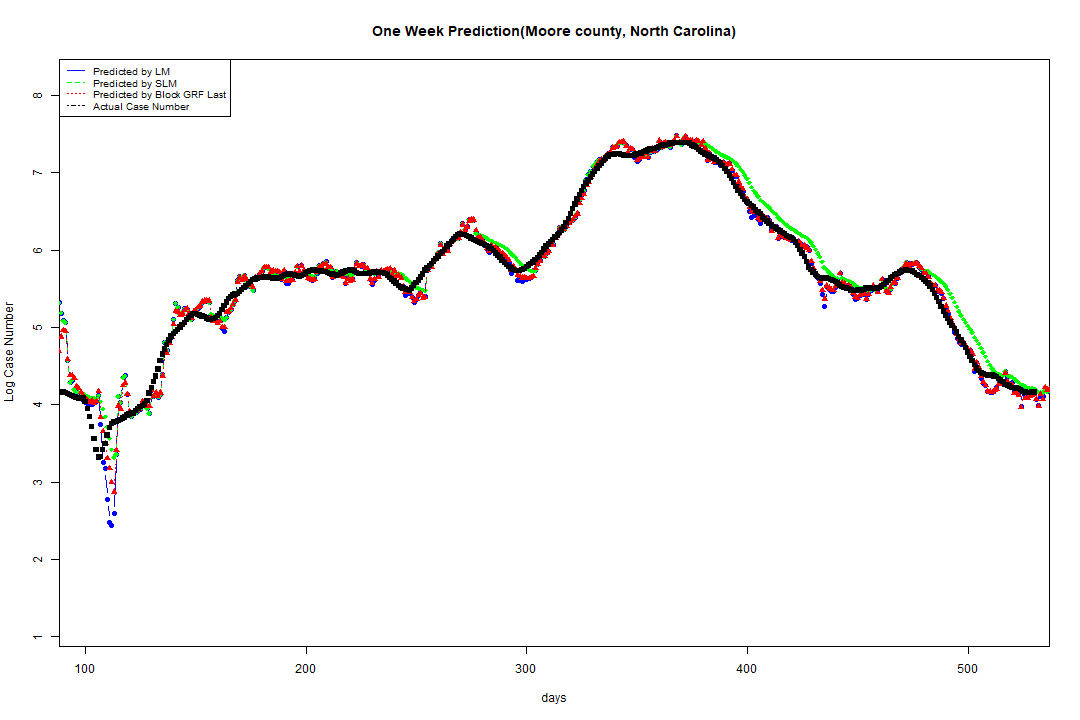 One Week Prediction(Moore county, North Carolina)
Predicted by LM
Predicted by SLM
Predicted by Block GRF Last
Actual Case Number
Log Case Number
8
7
6
5
4
3
2
1
100 200 300 400 500
days